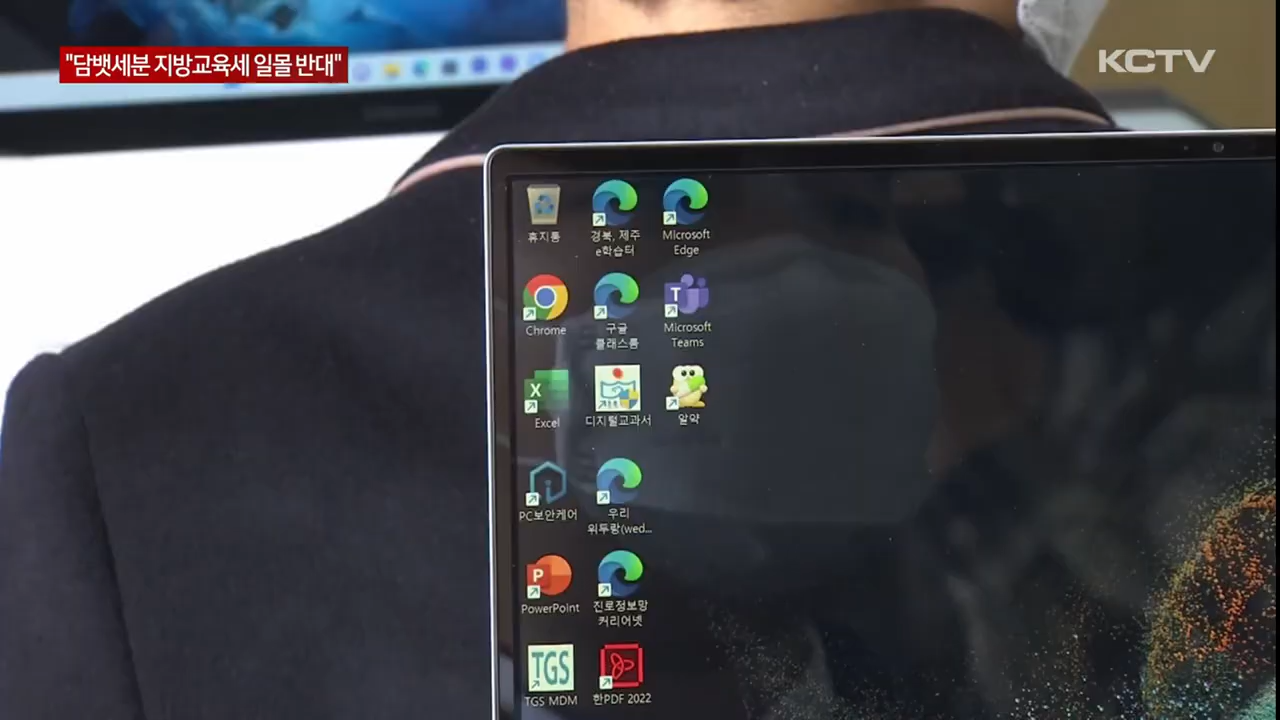 "담뱃세분 지방교육세 일몰 반대"
KCTV
휴지통
경북, 제주
e학습터
Microsoft
Edge
Chrome
구글
클래스룸
T
Microsoft
Teams
X
Excel
디지털교과서
알약
PC보안케어
우리
위두랑(wed...
P
PowerPoint
진로정보망
커리어넷
TGS
TGS MDM
한PDF 2022